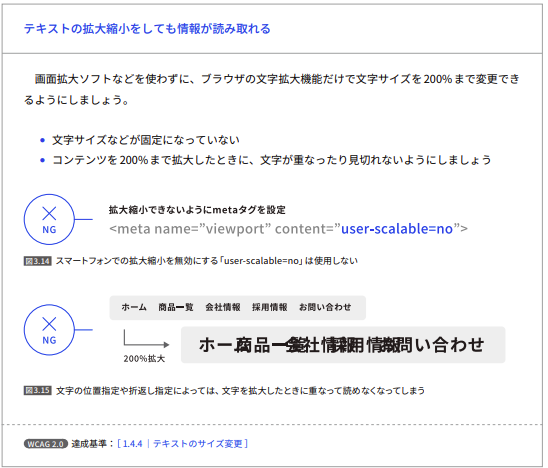 テキストの拡大縮小をしても情報が読み取れる
画面拡大ソフトなどを使わずに、ブラウザの文字拡大機能だけで文字サイズを200%まで変更でき
るようにしましょう。
• 文字サイズなどが固定になっていない
• コンテンツを200%まで拡大したときに、文字が重なったり見切れないようにしましょう
拡大縮小できないようにmetaタグを設定
NG
<meta name=”viewport” content=”user-scalable=no”>
図3.14 スマートフォンでの拡大縮小を無効にする「user-scalable=no」は使用しない
ホーム 商品一覧 会社情報 採用情報 お問い合わせ
NG
200%拡大
ホーム商品一覧会社情報採用情報お問い合わせ
図3.15 文字の位置指定や折返し指定によっては、文字を拡大したときに重なって読めなくなってしまう
WCAG 2.0 達成基準：［ 1.4.4｜テキストのサイズ変更 ］